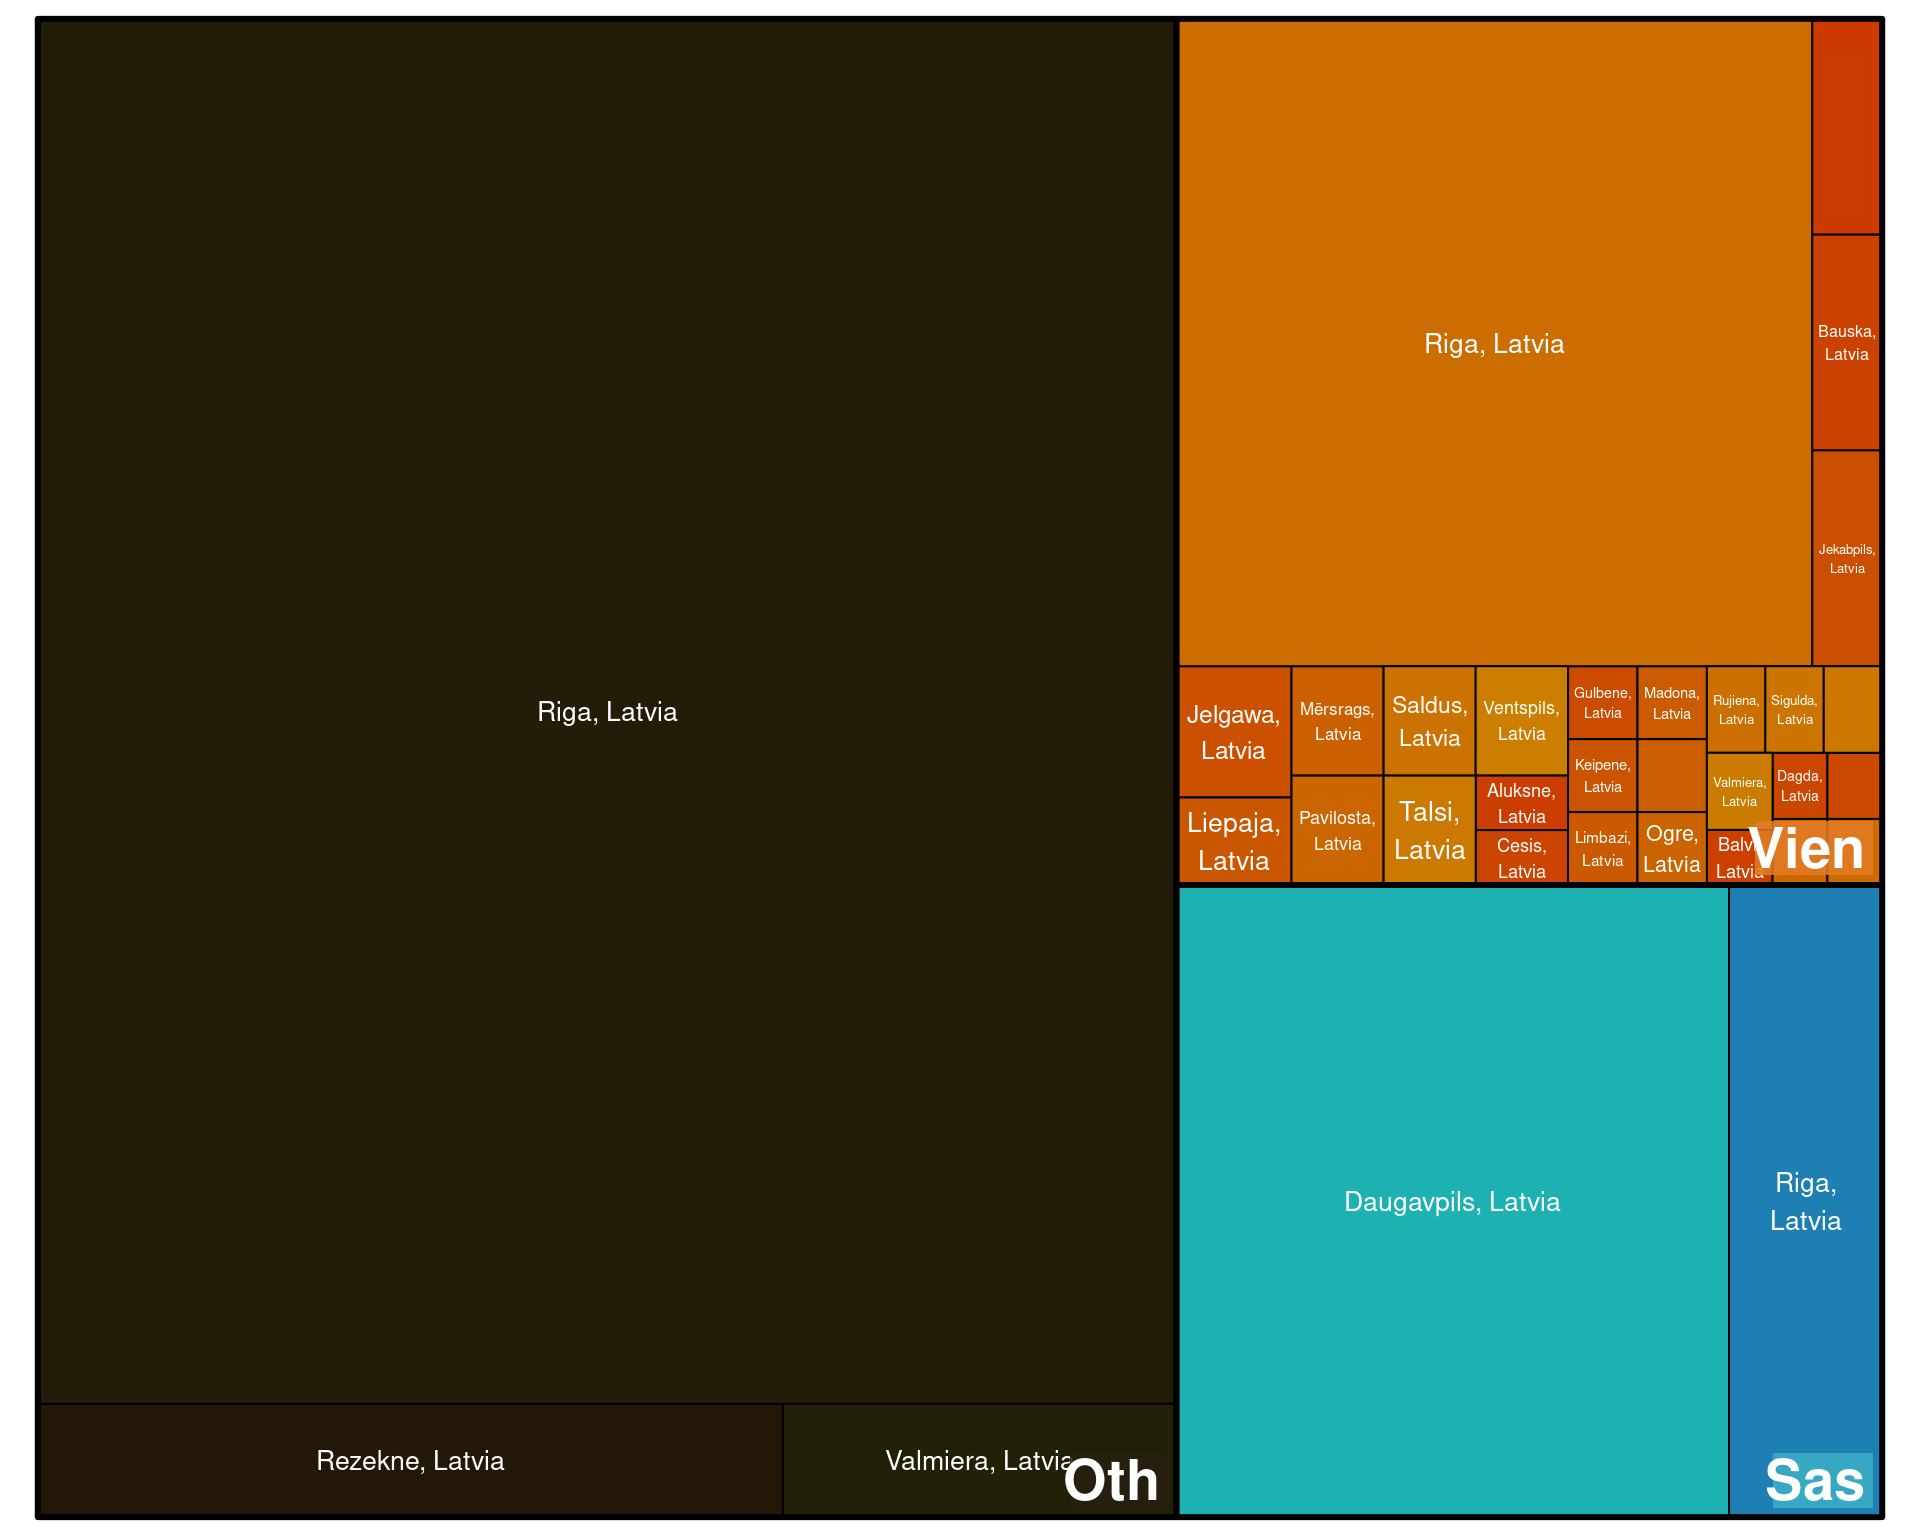 Riga, Latvia
Rezekne, Latvia
Valmiera, Latvia
Oth
Riga, Latvia
Bauska,
Latvia
Jekabpils,
Latvia
Jelgawa,
Latvia
Liepaja,
Latvia
Mērsrags,
Latvia
Pavilosta,
Latvia
Saldus,
Latvia
Talsi,
Latvia
Ventspils,
Latvia
Aluksne,
Latvia
Cesis,
Latvia
Gulbene,
Latvia
Keipene,
Latvia
Limbazi,
Latvia
Madona,
Latvia
Ogre,
Latvia
Rujiena,
Latvia
Sigulda,
Latvia
Valmiera,
Latvia
Dagda,
Latvia
Balvi,
Latvia
Vien
Daugavpils, Latvia
Riga,
Latvia
Sas